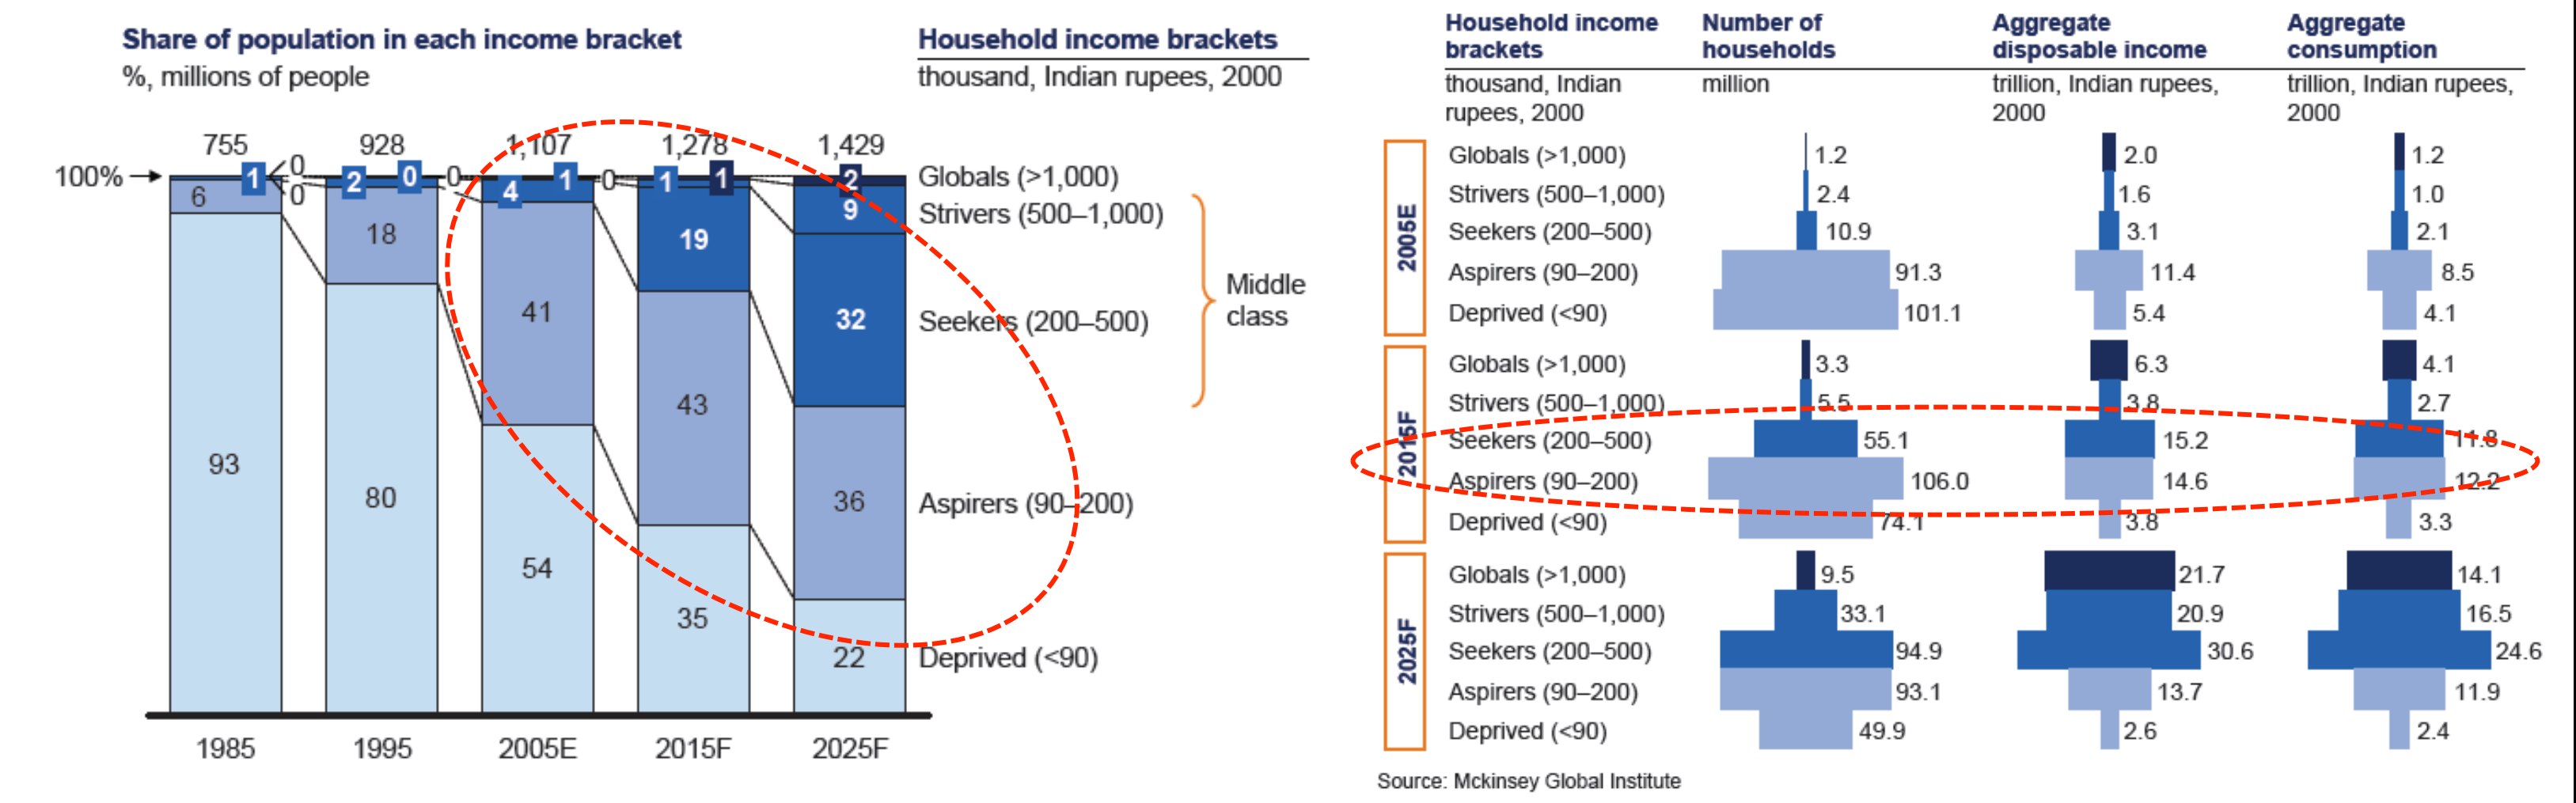 Share of population in each income bracket
%, millions of people
Household income brackets
thousand, Indian rupees, 2000
755 928 1,107 1,278 1,429
100%
1 0 2 0 0 4 1 0 1 1 2
0
6 18 41 19 9
43 32
93 80 54 35 36
22
Globals (>1,000)
Strivers (500–1,000)
Seekers (200–500)
Aspirers (90–200)
Deprived (<90)
Middle
class
1985 1995 2005E 2015F 2025F
Household income
brackets
thousand, Indian
rupees, 2000
Number of
households
million
Aggregate
disposable income
trillion, Indian rupees,
2000
Aggregate
consumption
trillion, Indian rupees,
2000
2005E
Globals (>1,000) 1.2 2.0 1.2
Strivers (500–1,000) 2.4 1.6 1.0
Seekers (200–500) 10.9 3.1 2.1
Aspirers (90–200) 91.3 11.4 8.5
Deprived (<90) 101.1 5.4 4.1
2015F
Globals (>1,000) 3.3 6.3 4.1
Strivers (500–1,000) 5.5 3.8 2.7
Seekers (200–500) 55.1 15.2 11.8
Aspirers (90–200) 106.0 14.6 12.2
Deprived (<90) 74.1 3.8 3.3
2025F
Globals (>1,000) 9.5 21.7 14.1
Strivers (500–1,000) 33.1 20.9 16.5
Seekers (200–500) 94.9 30.6 24.6
Aspirers (90–200) 93.1 13.7 11.9
Deprived (<90) 49.9 2.6 2.4
Source: Mckinsey Global Institute